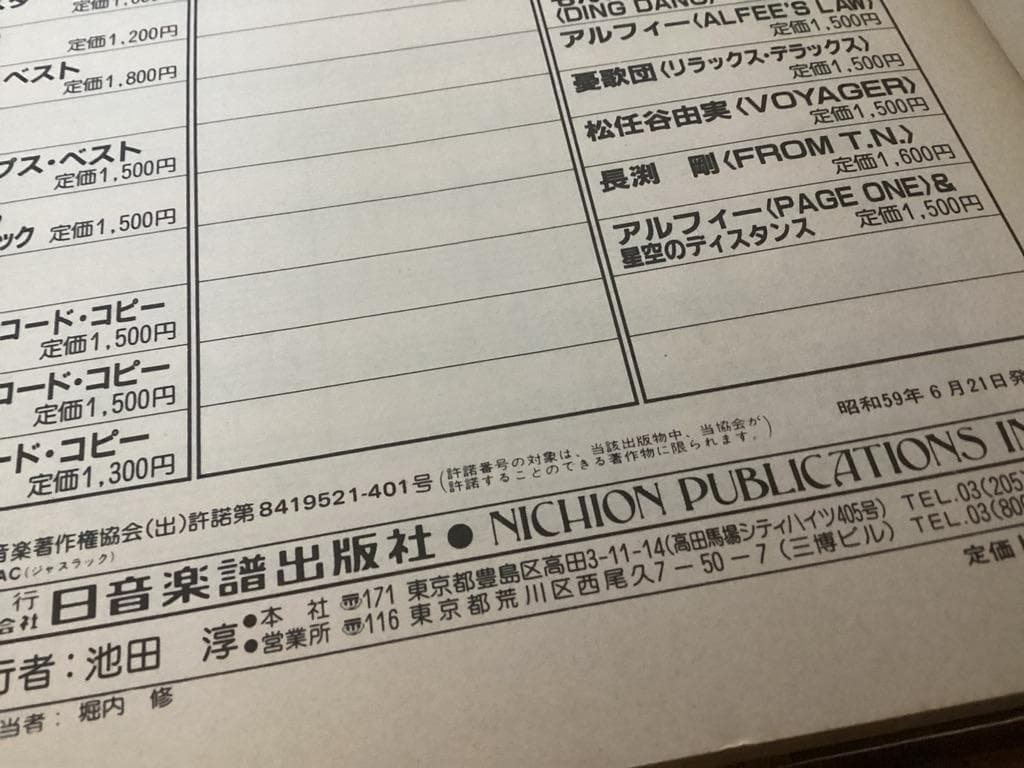 定価1,200円
ベスト
定価1,800円
プス・ベスト
定価1,500円
ック 定価1,500円
コード・コピー
定価1,500円
コード・コピー
定価1,500円
ード・コピー
定価1,300円
〈DING DANG〉
アルフィー〈ALFEE'S LAW〉
定価1,500円
憂歌団〈リラックス・デラックス〉
定価1,500円
松任谷由実〈VOYAGER〉
定価1,500円
長渕 剛〈FROM T.N.〉
定価1,600円
アルフィー〈PAGE ONE〉&
星空のディスタンス 定価1,500円
昭和59年6月21日発
音楽著作権協会(出)許諾第8419521-401号
(許諾番号の対象は、当該出版物中、当協会が
許諾することのできる著作物に限られます。)
AC(ジャスラック)
行
会社 日音楽譜出版社●NICHION PUBLICATIONS IN
行者:池田 淳
●本 社 〒171 東京都豊島区高田3-11-14(高田馬場シティハイツ405号) TEL.03(205)
●営業所 〒116 東京都荒川区西尾久7-50-7(三博ビル) TEL.03(800
当者:堀内 修
定価